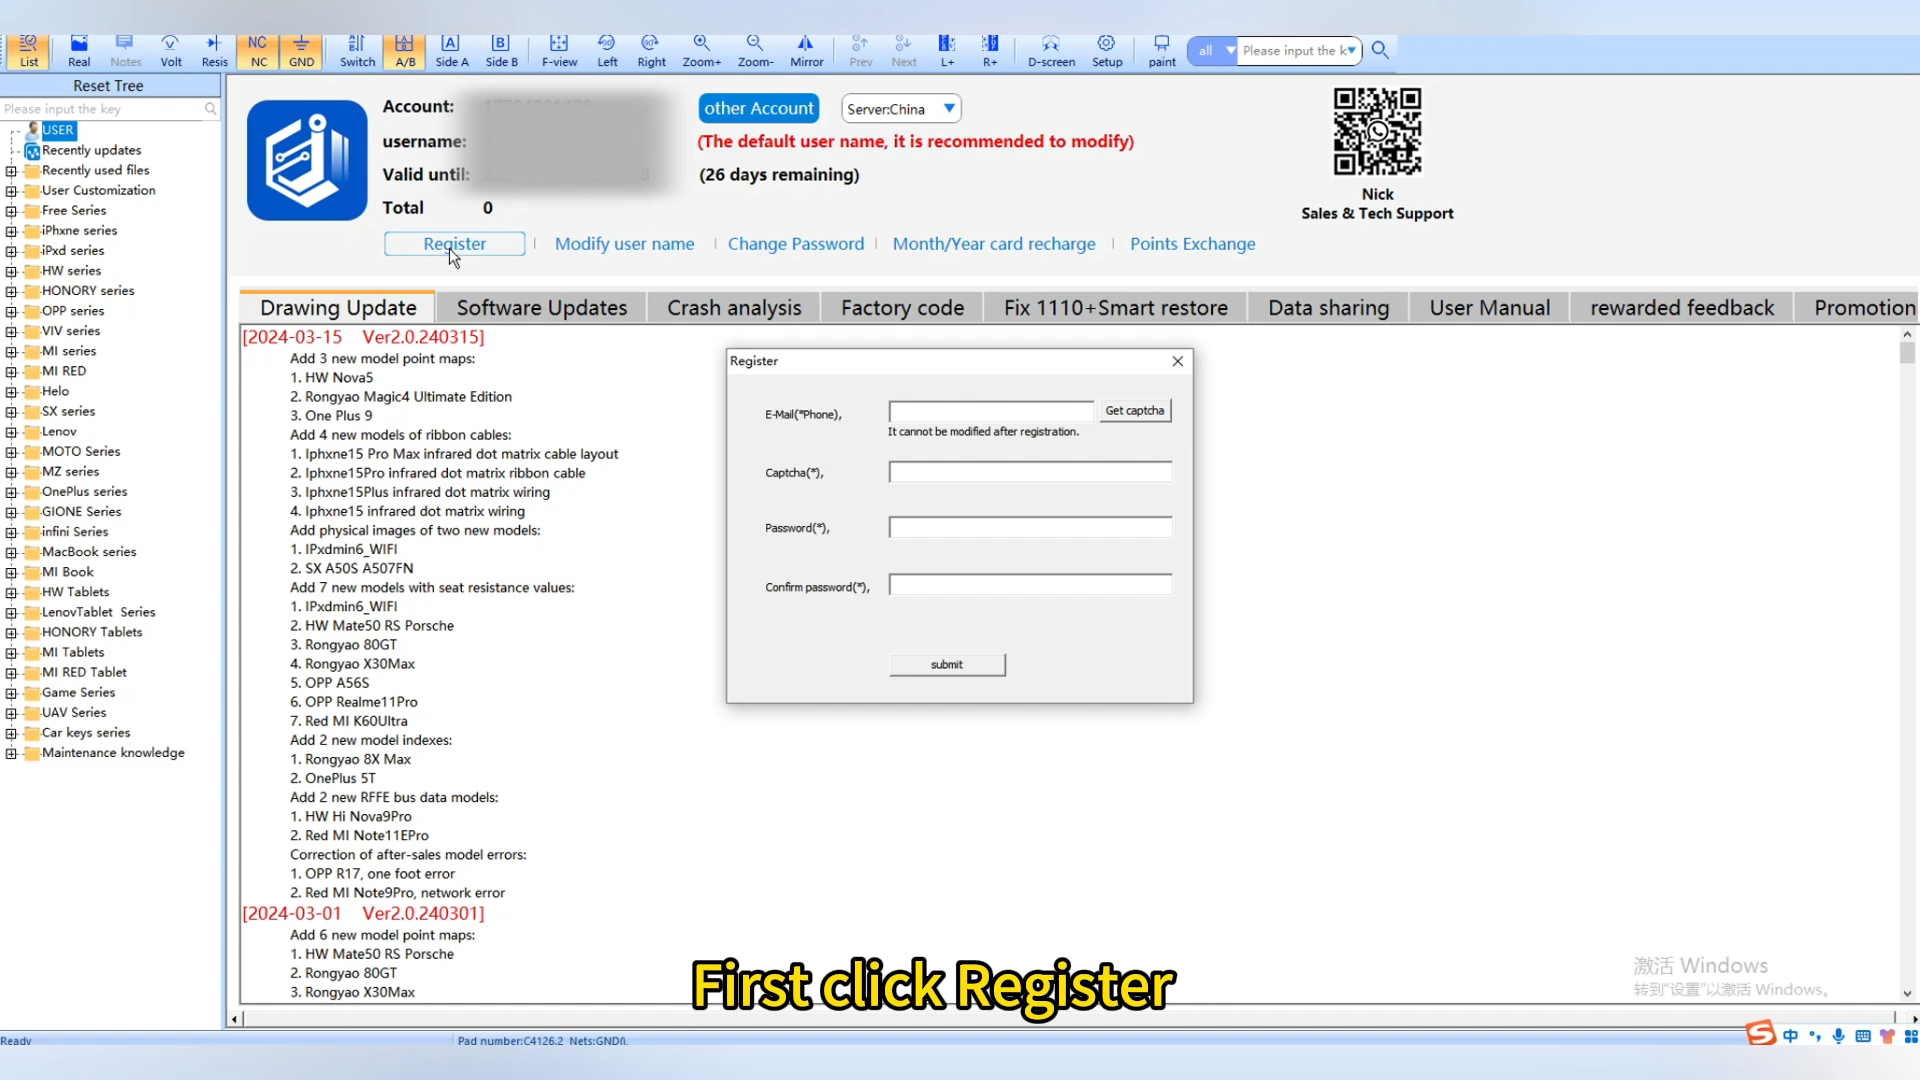 List Real Notes Volt Resis NC NC GND Switch A/B Side A Side B F-view Left Right Zoom+ Zoom- Mirror Prev Next L+ R+ D-screen Setup paint all Please input the k
Reset Tree
Please input the key
USER
Recently updates
Recently used files
User Customization
Free Series
iPhxne series
iPxd series
HW series
HONORY series
OPP series
VIV series
MI series
MI RED
Helo
SX series
Lenov
MOTO Series
MZ series
OnePlus series
GIONE Series
infini Series
MacBook series
MI Book
HW Tablets
LenovTablet Series
HONORY Tablets
MI Tablets
MI RED Tablet
Game Series
UAV Series
Car keys series
Maintenance knowledge
Account:
other Account
Server:China
username:
(The default user name, it is recommended to modify)
Valid until:
(26 days remaining)
Total 0
Nick
Sales & Tech Support
Register Modify user name Change Password Month/Year card recharge Points Exchange
Drawing Update Software Updates Crash analysis Factory code Fix 1110+Smart restore Data sharing User Manual rewarded feedback Promotion
[2024-03-15 Ver2.0.240315]
Add 3 new model point maps:
1. HW Nova5
2. Rongyao Magic4 Ultimate Edition
3. One Plus 9
Add 4 new models of ribbon cables:
1. Iphxne15 Pro Max infrared dot matrix cable layout
2. Iphxne15Pro infrared dot matrix ribbon cable
3. Iphxne15Plus infrared dot matrix wiring
4. Iphxne15 infrared dot matrix wiring
Add physical images of two new models:
1. IPxdmin6_WIFI
2. SX A50S A507FN
Add 7 new models with seat resistance values:
1. IPxdmin6_WIFI
2. HW Mate50 RS Porsche
3. Rongyao 80GT
4. Rongyao X30Max
5. OPP A56S
6. OPP Realme11Pro
7. Red MI K60Ultra
Add 2 new model indexes:
1. Rongyao 8X Max
2. OnePlus 5T
Add 2 new RFFE bus data models:
1. HW Hi Nova9Pro
2. Red MI Note11EPro
Correction of after-sales model errors:
1. OPP R17, one foot error
2. Red MI Note9Pro, network error
[2024-03-01 Ver2.0.240301]
Add 6 new model point maps:
1. HW Mate50 RS Porsche
2. Rongyao 80GT
3. Rongyao X30Max
Register
E-Mail(*Phone), Get captcha
It cannot be modified after registration.
Captcha(*),
Password(*),
Confirm password(*),
submit
激活 Windows
转到"设置"以激活 Windows。
First click Register
Ready Pad number:C4126.2 Nets:GND(),
中